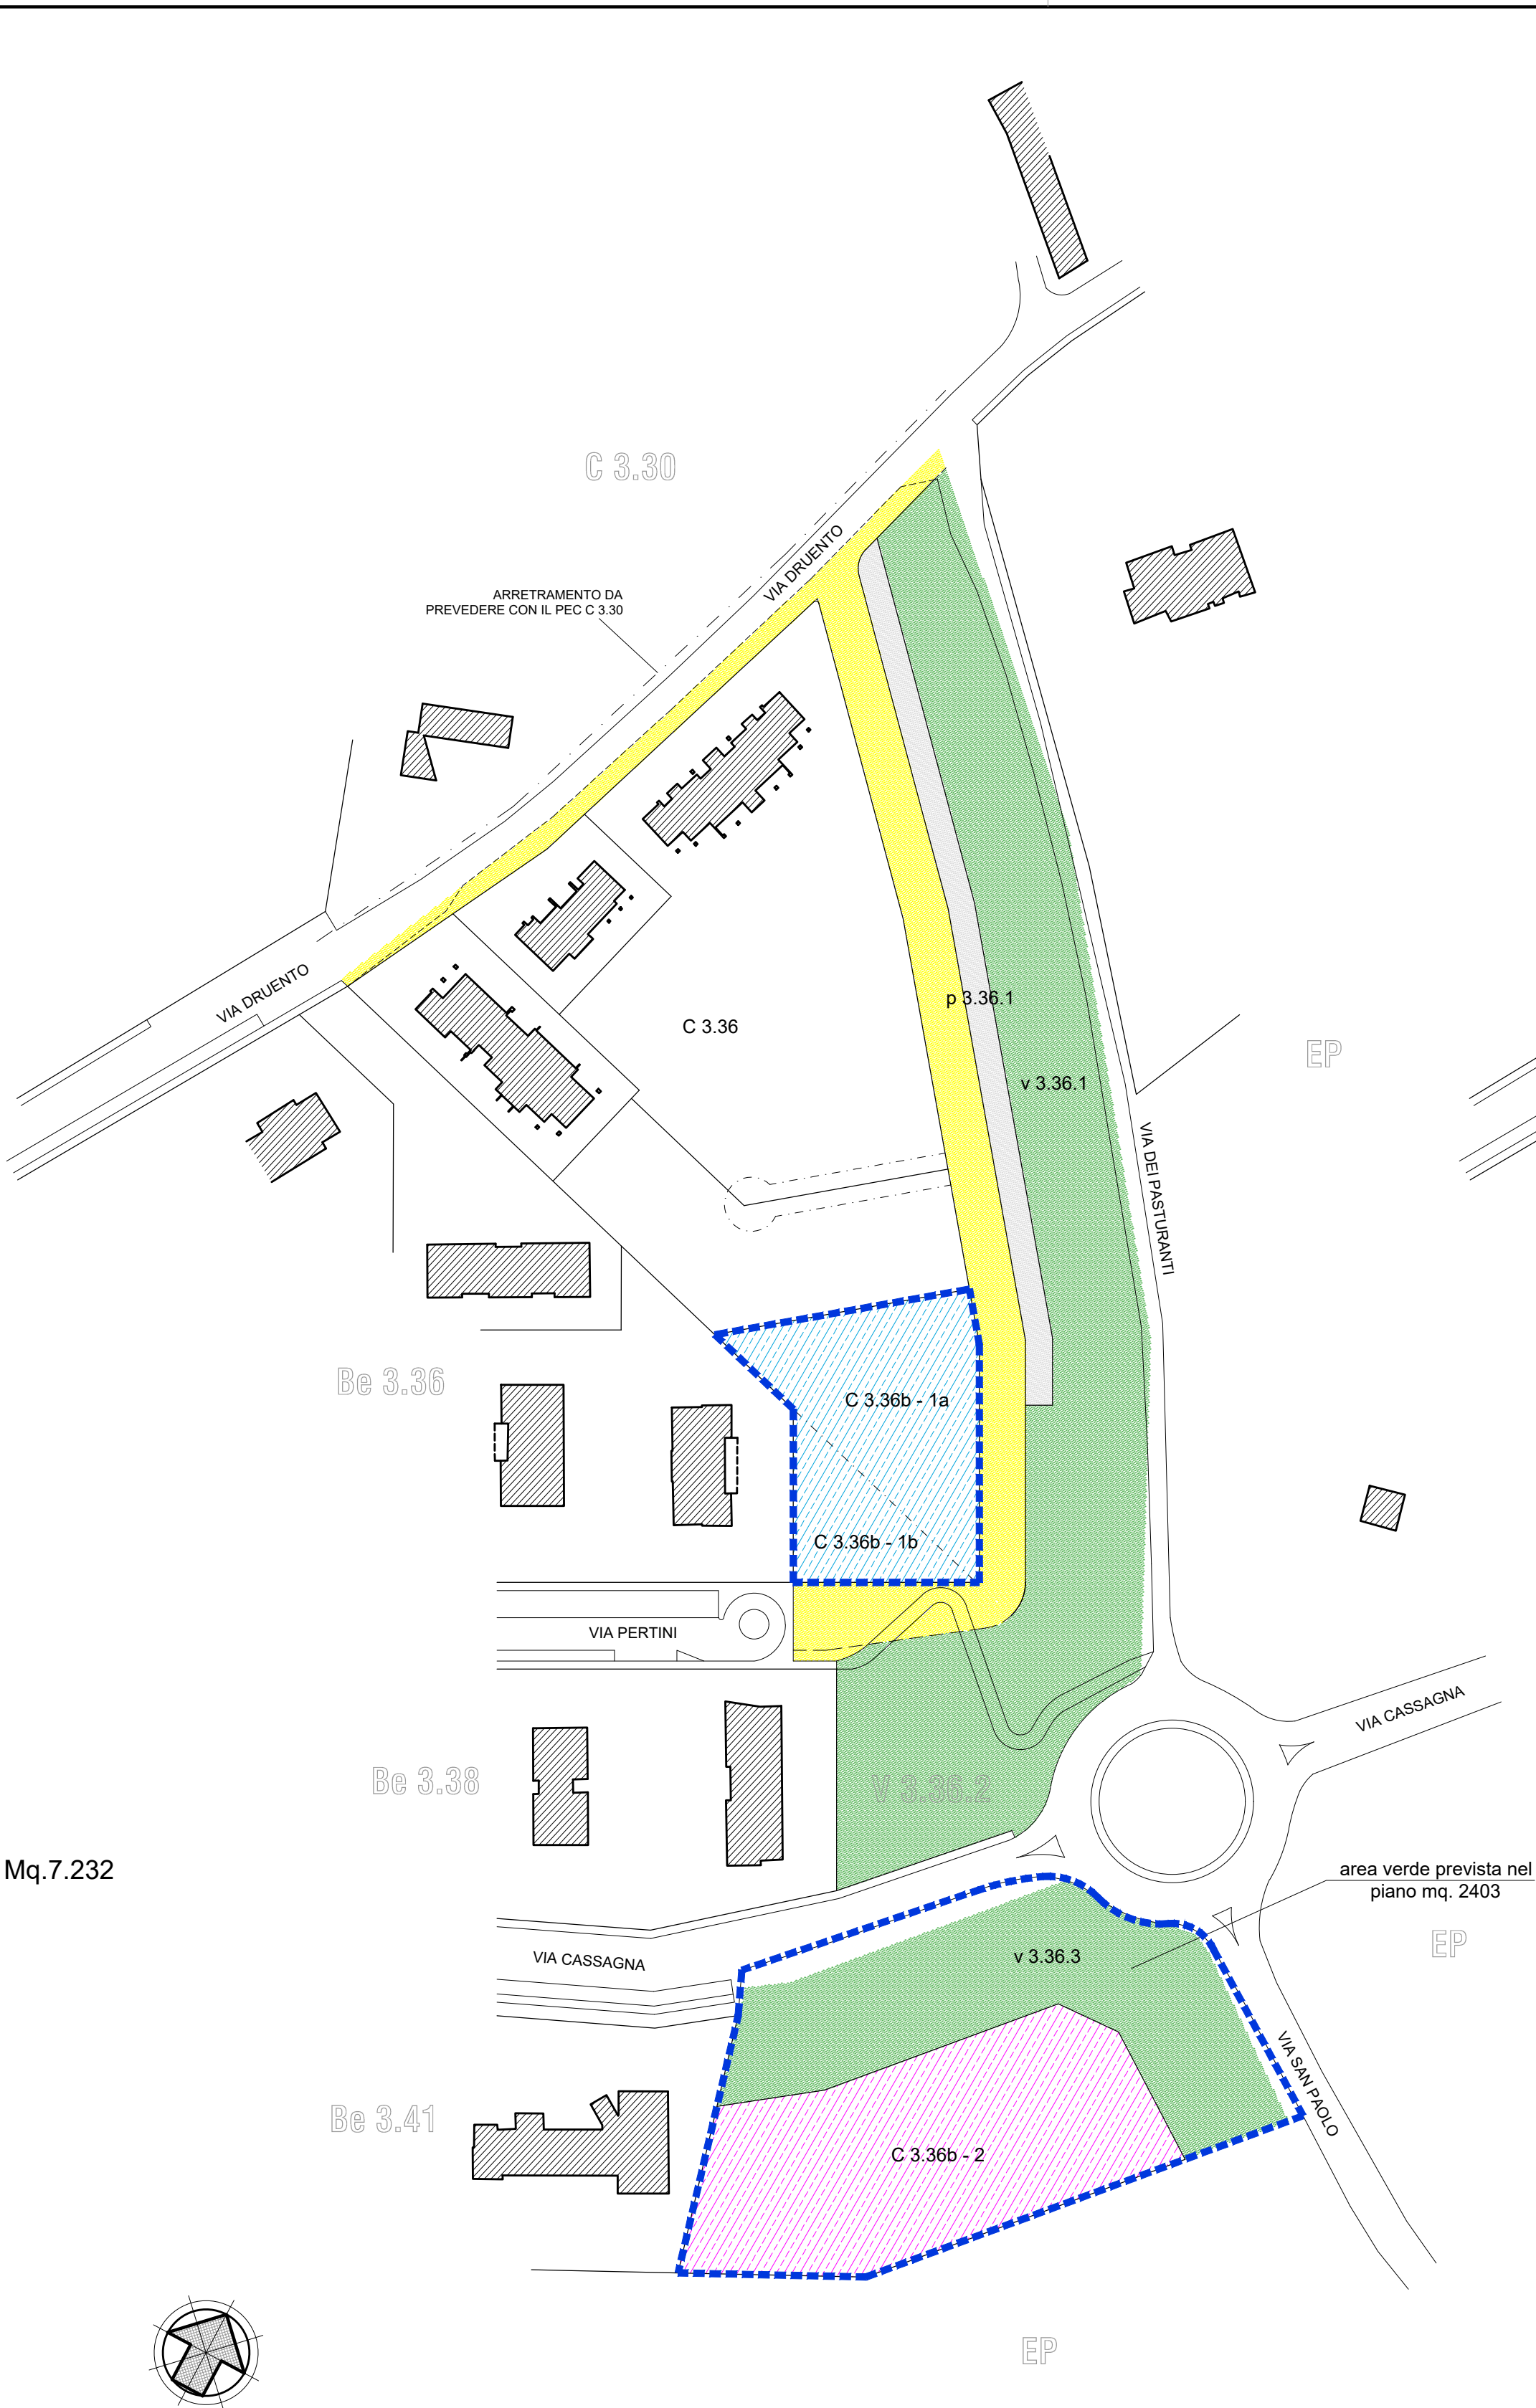 C 3.30
VIA DRUENTO
ARRETRAMENTO DA
PREVEDERE CON IL PEC C 3.30
VIA DRUENTO
p 3.36.1
C 3.36
EP
v 3.36.1
VIA DEI PASTURANTI
Be 3.36
C 3.36b - 1a
C 3.36b - 1b
VIA PERTINI
VIA CASSAGNA
Be 3.38
V 3.36.2
Mq.7.232
area verde prevista nel
piano mq. 2403
EP
v 3.36.3
VIA CASSAGNA
VIA SAN PAOLO
Be 3.41
C 3.36b - 2
EP